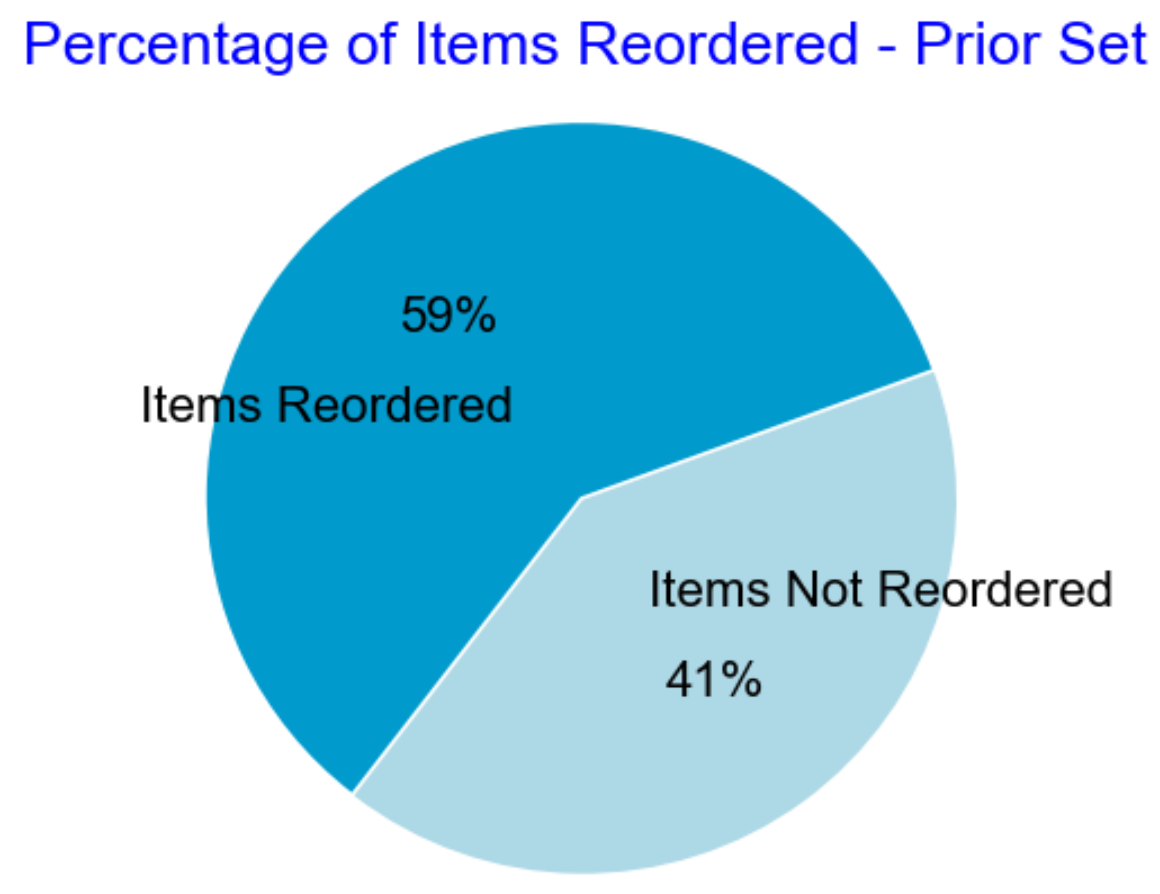 Percentage of Items Reordered - Prior Set
59%
Items Reordered
Items Not Reordered
41%